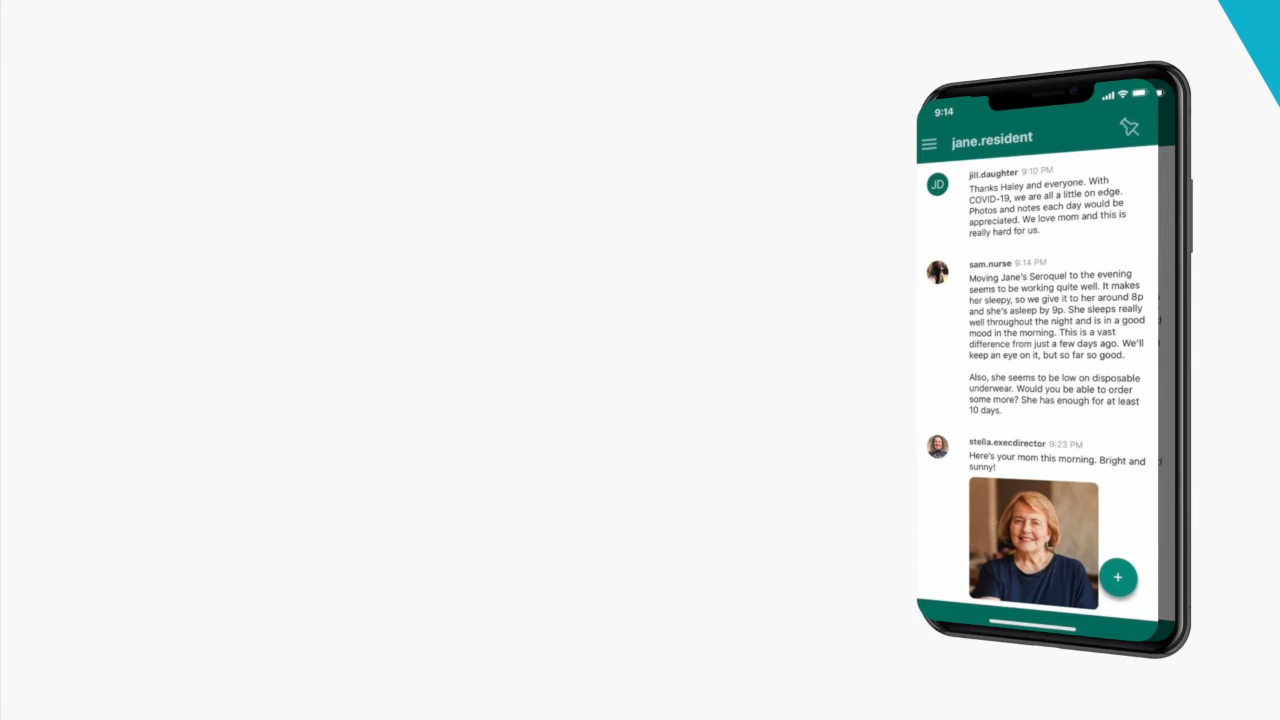 9:14
jane.resident
JD
jill.daughter 9:10 PM
Thanks Haley and everyone. With
COVID-19, we are all a little on edge.
Photos and notes each day would be
appreciated. We love mom and this is
really hard for us.
sam.nurse 9:14 PM
Moving Jane's Seroquel to the evening
seems to be working quite well. It makes
her sleepy, so we give it to her around 8p
and she's asleep by 9p. She sleeps really
well throughout the night and is in a good
mood in the morning. This is a vast
difference from just a few days ago. We'll
keep an eye on it, but so far so good.
Also, she seems to be low on disposable
underwear. Would you be able to order
some more? She has enough for at least
10 days.
stella.execdirector 9:23 PM
Here's your mom this morning. Bright and
sunny!
+